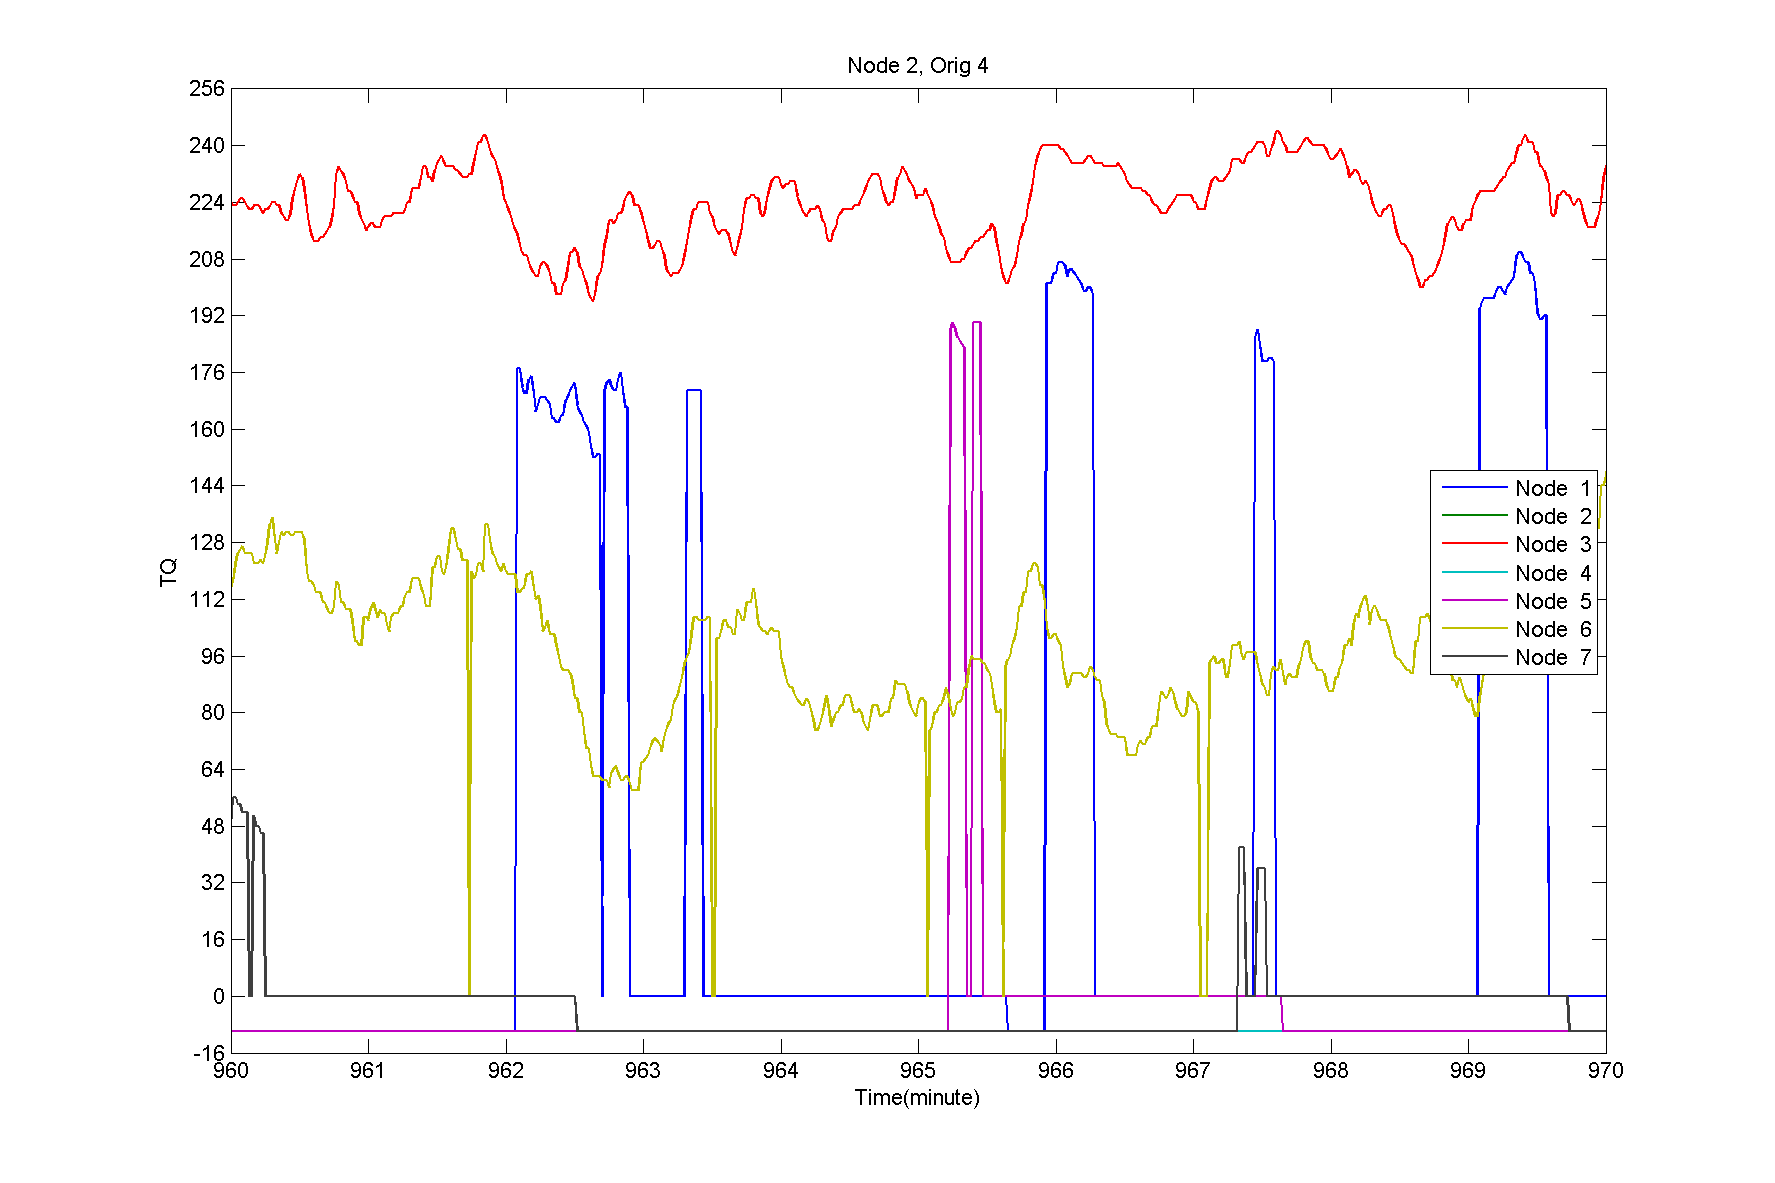 Node 2, Orig 4
256
240
224
208
192
176
160
144
128
112
96
80
64
48
32
16
0
-16
TQ
Node 1
Node 2
Node 3
Node 4
Node 5
Node 6
Node 7
960 961 962 963 964 965 966 967 968 969 970
Time(minute)